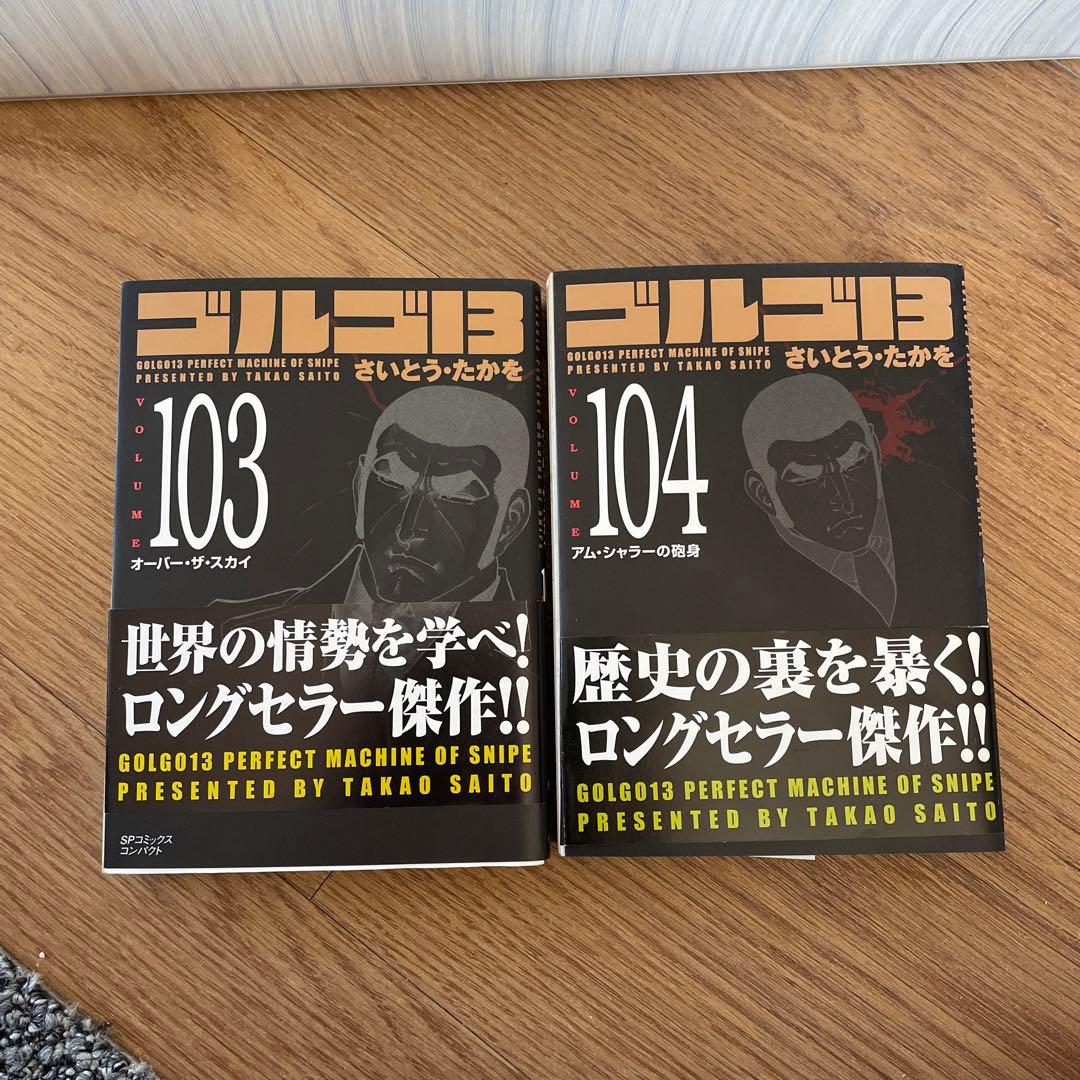 ゴルゴ13
GOLGO13 PERFECT MACHINE OF SNIPE
PRESENTED BY TAKAO SAITO
さいとう・たかを
VOLUME
103
オーバー・ザ・スカイ
世界の情勢を学べ!
ロングセラー傑作!!
GOLGO13 PERFECT MACHINE OF SNIPE
PRESENTED BY TAKAO SAITO
SPコミックス
コンパクト
ゴルゴ13
GOLGO13 PERFECT MACHINE OF SNIPE
PRESENTED BY TAKAO SAITO
さいとう・たかを
VOLUME
104
アム・シャラーの砲身
歴史の裏を暴く!
ロングセラー傑作!!
GOLGO13 PERFECT MACHINE OF SNIPE
PRESENTED BY TAKAO SAITO